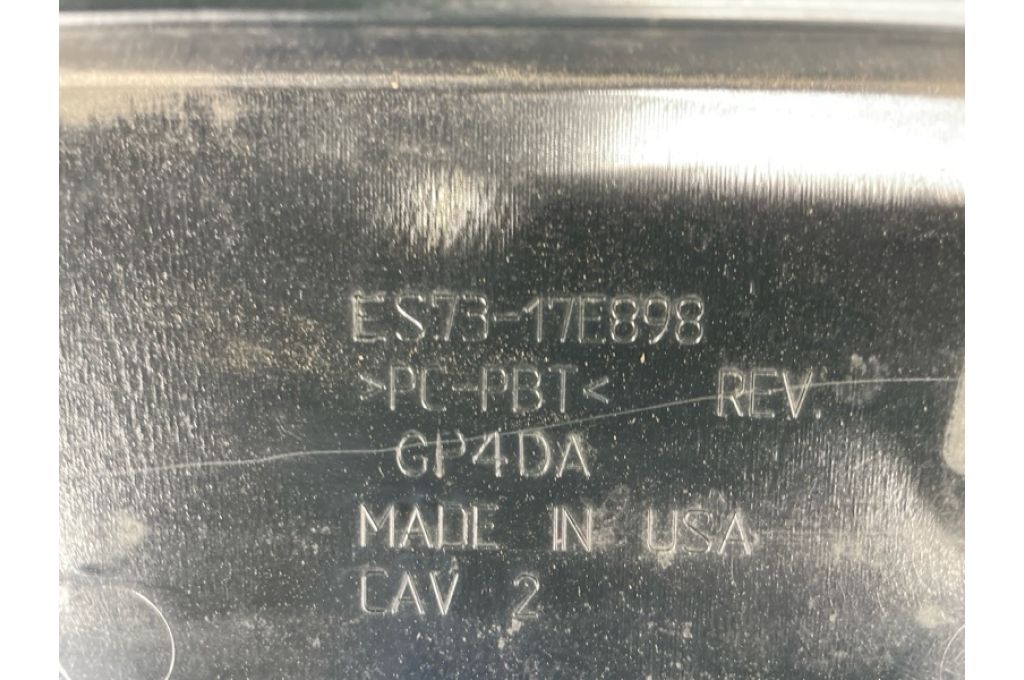 ES73-17E898
>PC-PBT< REV.
GP4DA
MADE IN USA
CAV 2